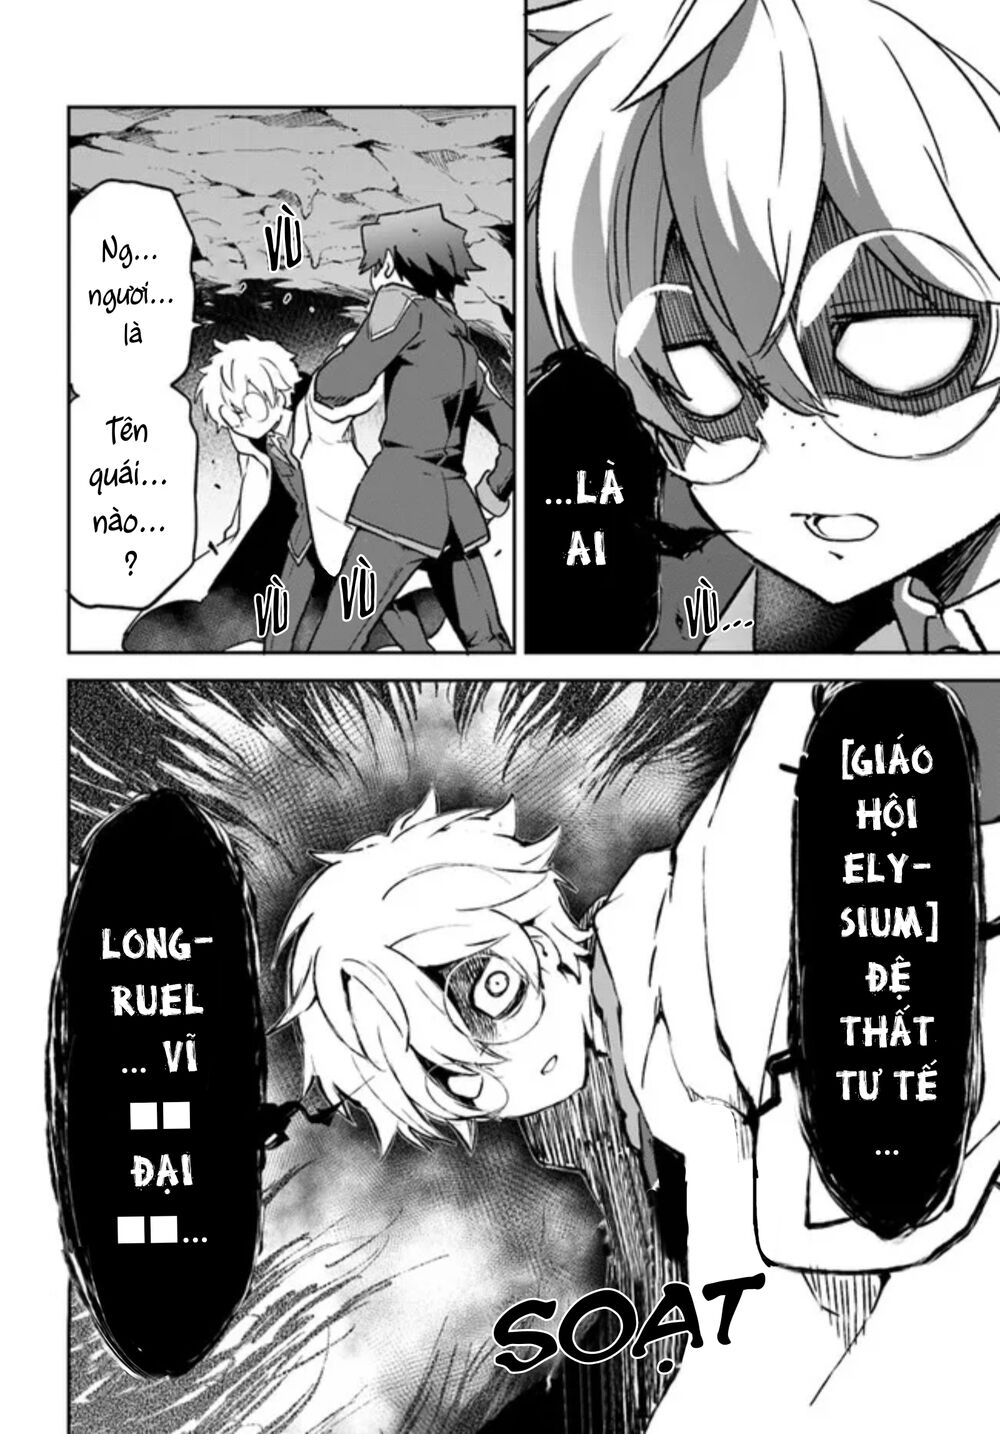 ...LÀ
AI
VÙ...
VÙ
Ng...
ngươi...
là
Tên
quái...
nào...
?
VÙ
VÙ
[GIÁO
HỘI
ELY-
SIUM]
ĐỆ
THẤT
TƯ TẾ
...
LONG-
RUEL
... VĨ
■■
ĐẠI
■■...
SOẠT